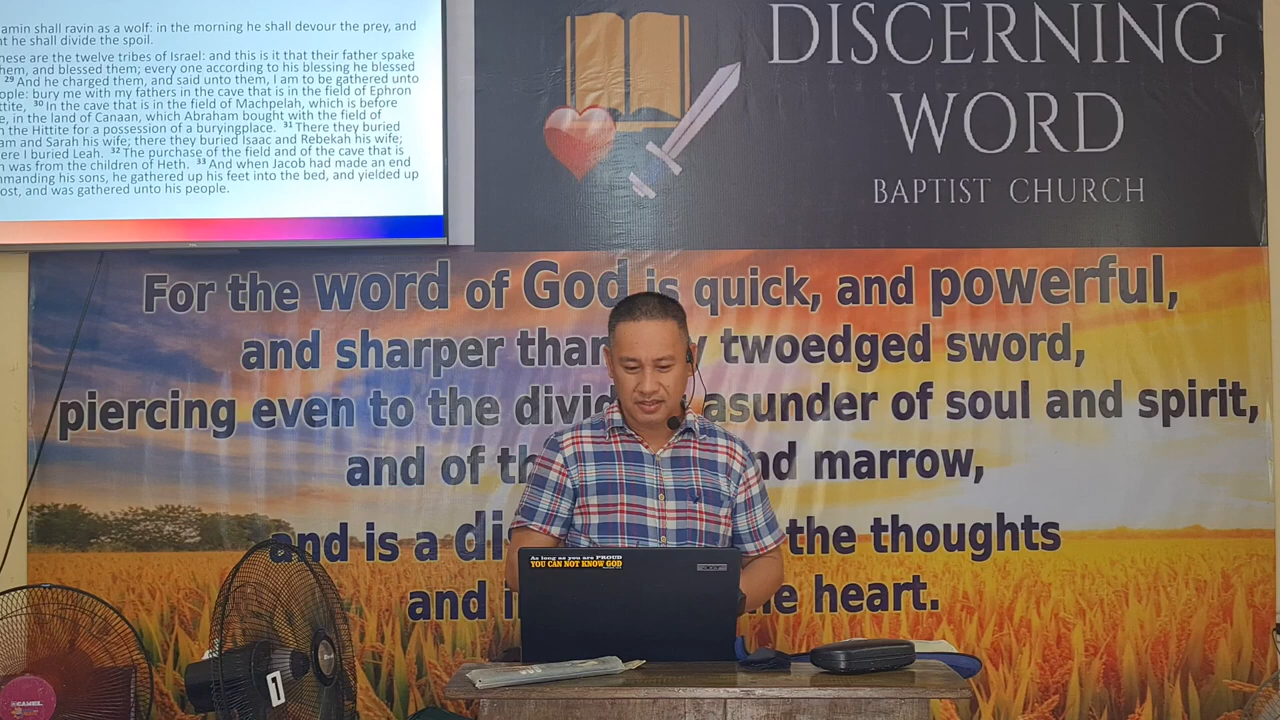 amin shall ravin as a wolf: in the morning he shall devour the prey, and
he shall divide the spoil.
hese are the twelve tribes of Israel: and this is it that their father spake
hem, and blessed them; every one according to his blessing he blessed
29 And he charged them, and said unto them, I am to be gathered unto
ople: bury me with my fathers in the cave that is in the field of Ephron
ttite, 30 In the cave that is in the field of Machpelah, which is before
e, in the land of Canaan, which Abraham bought with the field of
n the Hittite for a possession of a buryingplace. 31 There they buried
am and Sarah his wife; there they buried Isaac and Rebekah his wife;
ere I buried Leah. 32 The purchase of the field and of the cave that is
n was from the children of Heth. 33 And when Jacob had made an end
mmanding his sons, he gathered up his feet into the bed, and yielded up
ost, and was gathered unto his people.
DISCERNING
WORD
BAPTIST CHURCH
For the word of God is quick, and powerful,
and sharper than y twoedged sword,
piercing even to the divid asunder of soul and spirit,
and of th nd marrow,
and is a di the thoughts
and i e heart.
As long as you are PROUD
YOU CAN NOT KNOW GOD
1
CAMEL